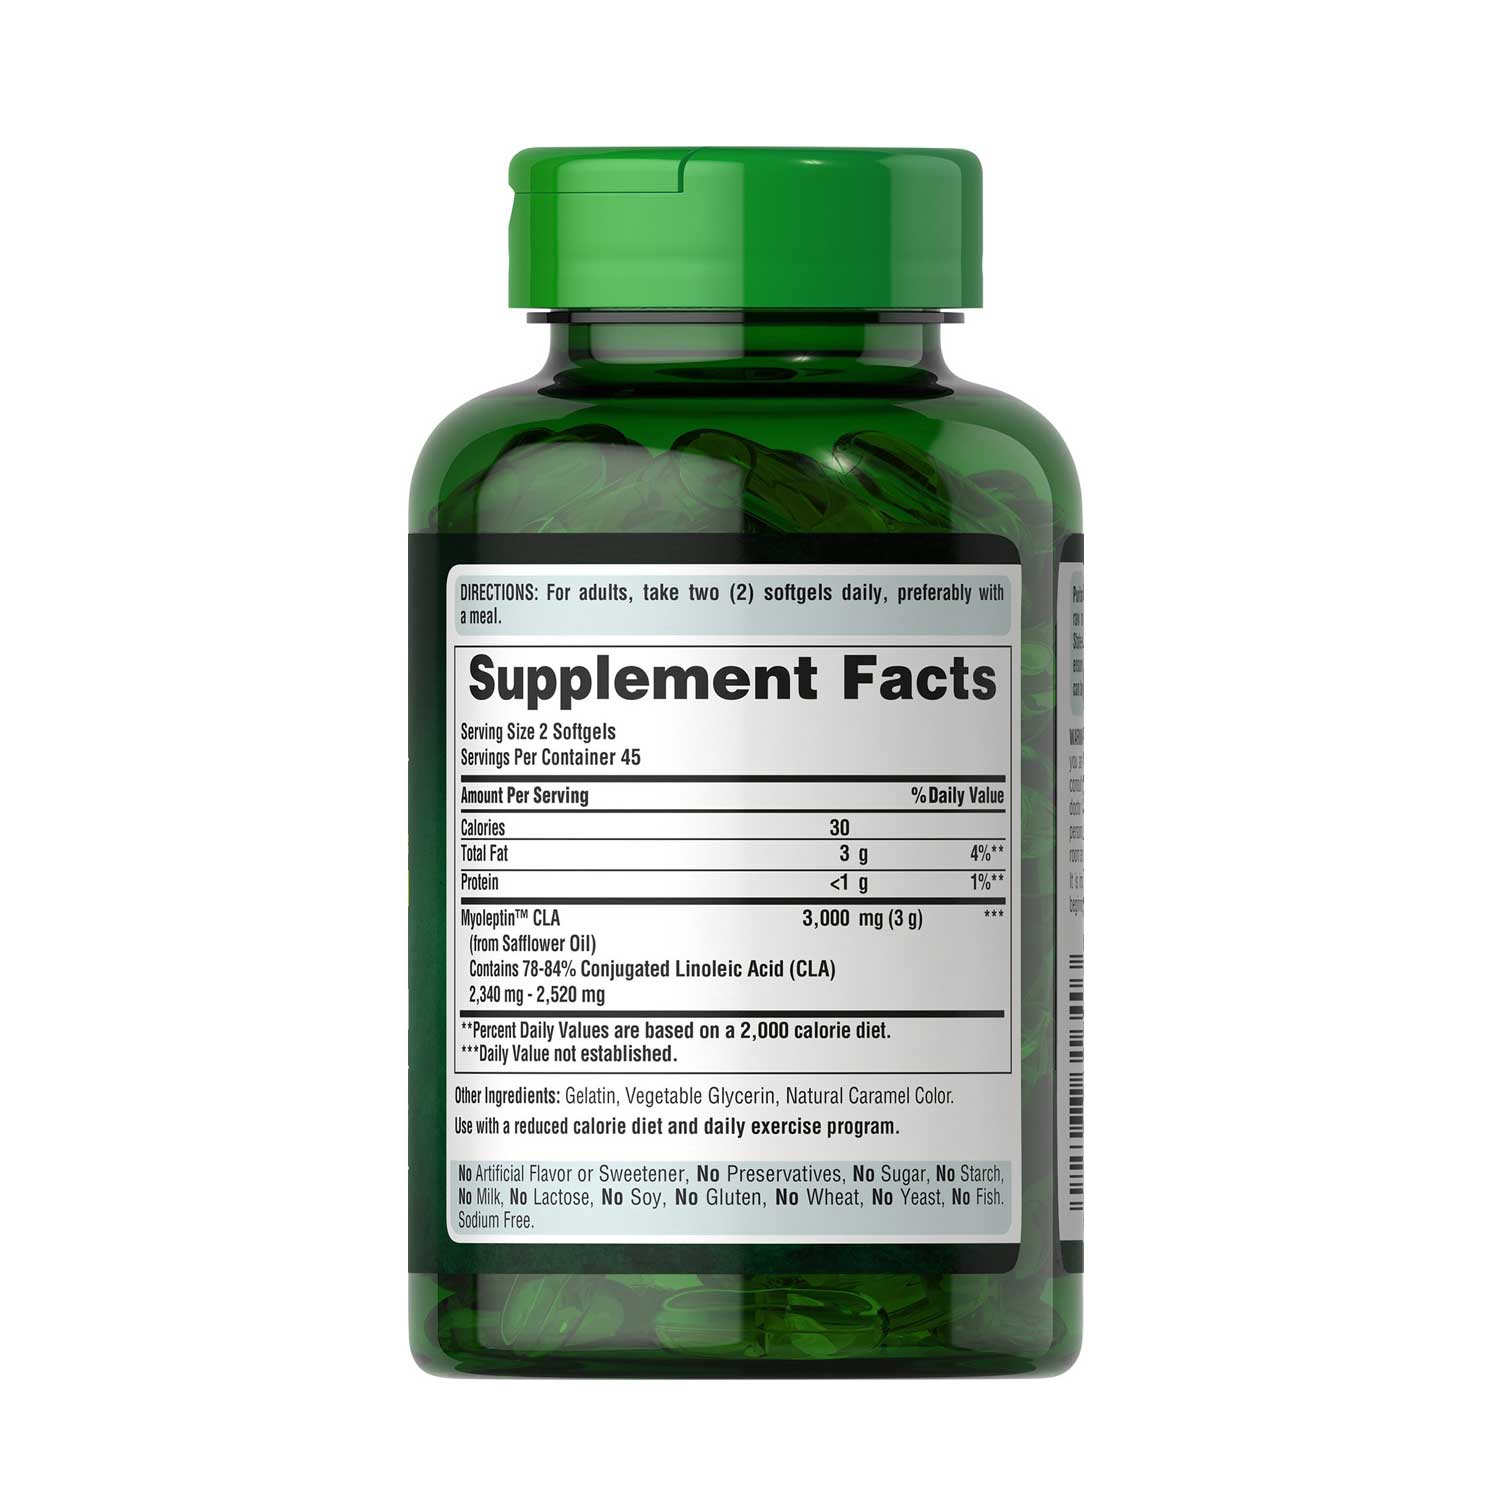 DIRECTIONS: For adults, take two (2) softgels daily, preferably with
a meal.
Supplement Facts
Serving Size 2 Softgels
Servings Per Container 45
Amount Per Serving % Daily Value
Calories 30
Total Fat 3 g 4%**
Protein <1 g 1%**
Myoleptin™ CLA 3,000 mg (3 g) ***
(from Safflower Oil)
Contains 78-84% Conjugated Linoleic Acid (CLA)
2,340 mg - 2,520 mg
**Percent Daily Values are based on a 2,000 calorie diet.
***Daily Value not established.
Other Ingredients: Gelatin, Vegetable Glycerin, Natural Caramel Color.
Use with a reduced calorie diet and daily exercise program.
No Artificial Flavor or Sweetener, No Preservatives, No Sugar, No Starch,
No Milk, No Lactose, No Soy, No Gluten, No Wheat, No Yeast, No Fish.
Sodium Free.